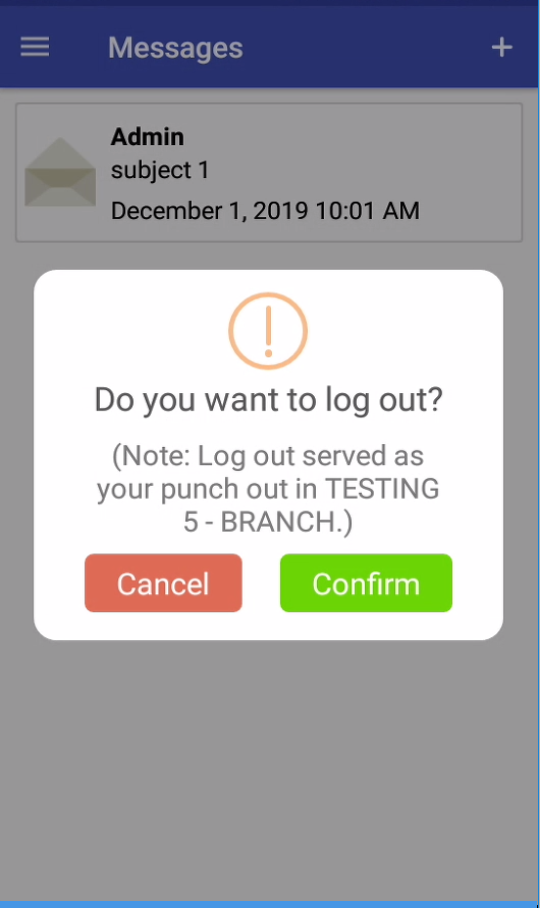 Messages
Admin
subject 1
December 1, 2019 10:01 AM
Do you want to log out?
(Note: Log out served as
your punch out in TESTING
5 - BRANCH.)
Cancel
Confirm